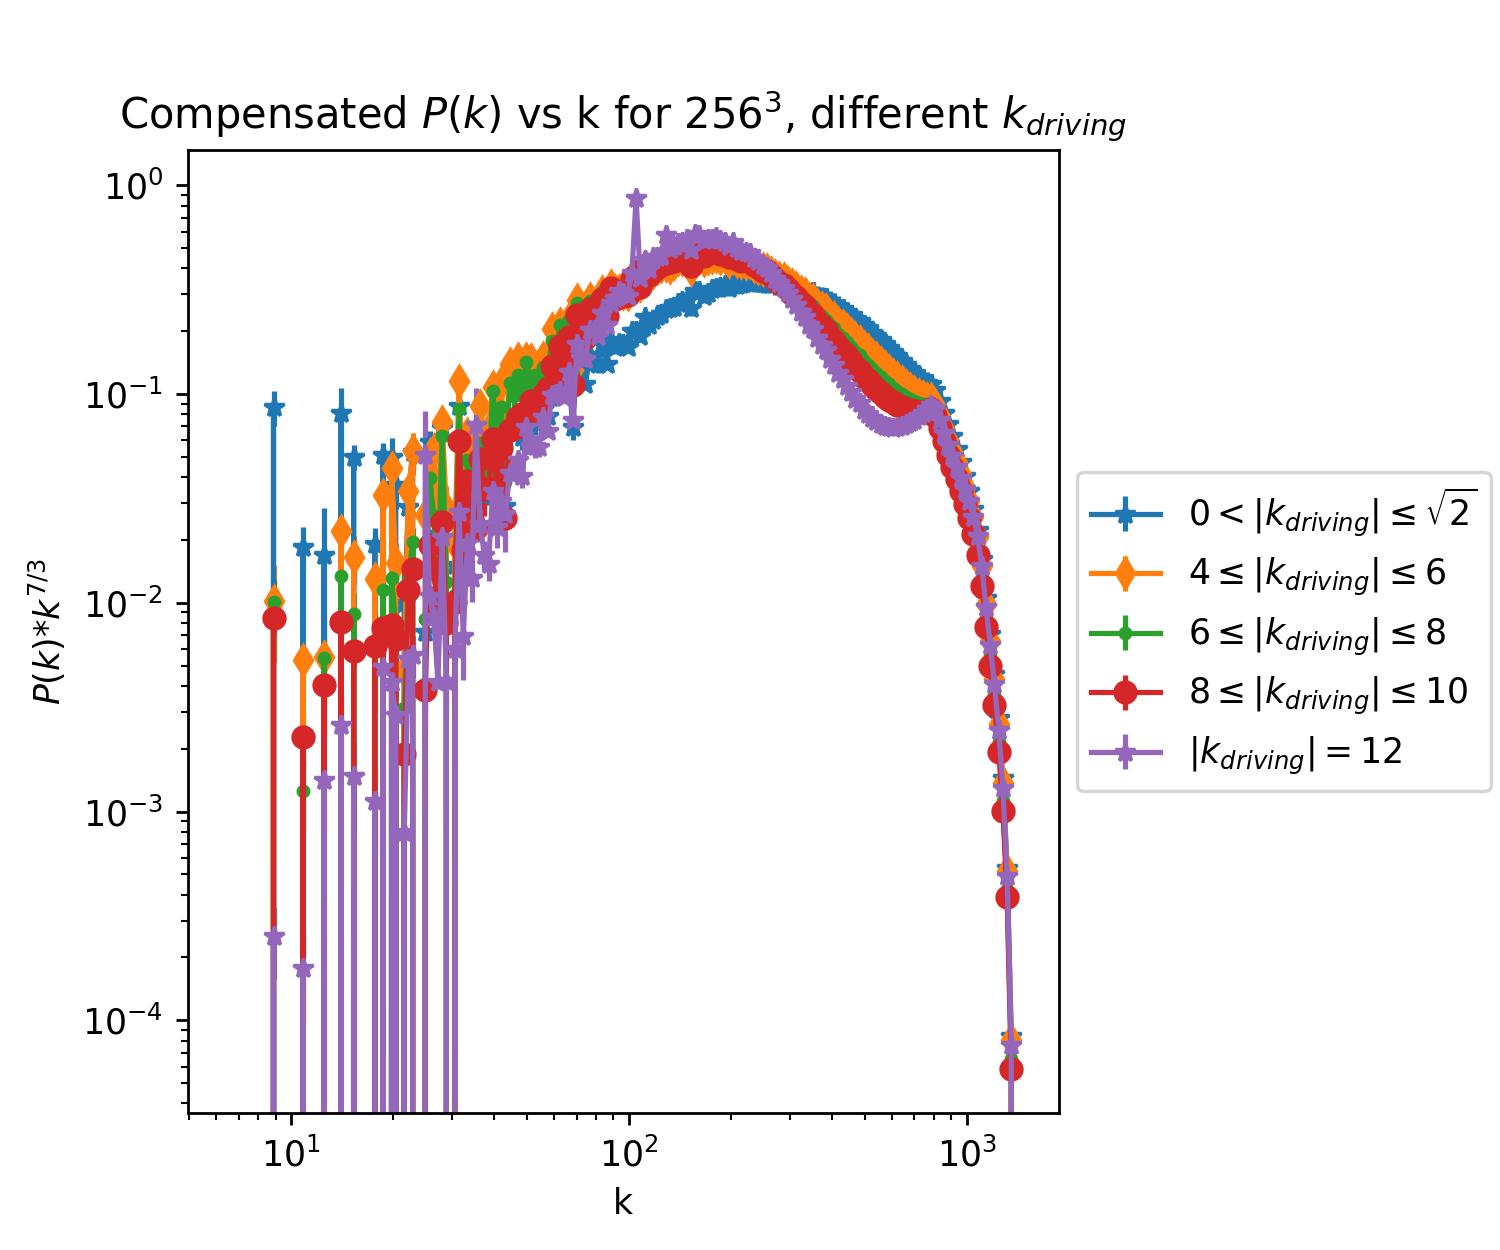 Compensated P(k) vs k for 256³, different k_driving
10⁰
10⁻¹
10⁻²
10⁻³
10⁻⁴
P(k)*k^7/3
10¹
10²
10³
k
0 < |k_driving| ≤ √2
4 ≤ |k_driving| ≤ 6
6 ≤ |k_driving| ≤ 8
8 ≤ |k_driving| ≤ 10
|k_driving| = 12